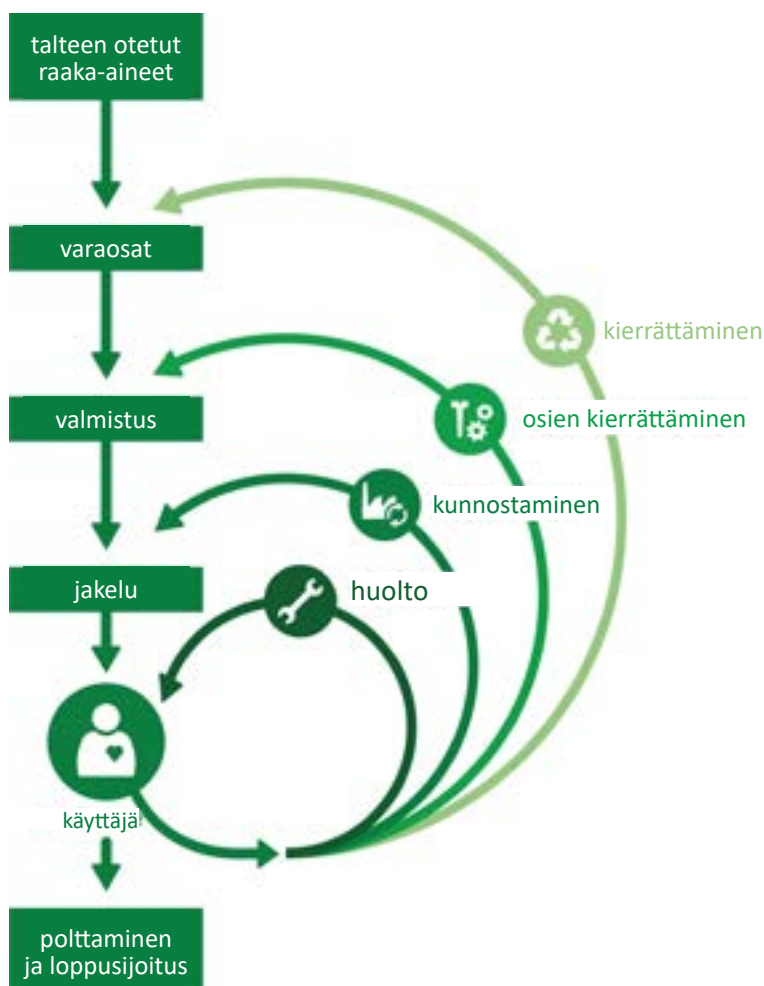 talteen otetut
raaka-aineet
varaosat
kierrättäminen
valmistus
osien kierrättäminen
kunnostaminen
jakelu
huolto
käyttäjä
polttaminen
ja loppusijoitus